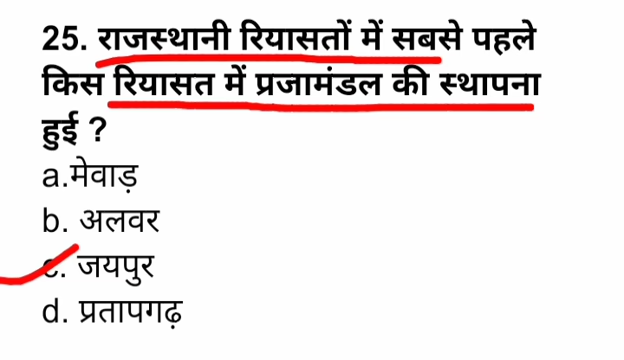 25. राजस्थानी रियासतों में सबसे पहले
किस रियासत में प्रजामंडल की स्थापना
हुई ?
a.मेवाड़
b. अलवर
c. जयपुर
d. प्रतापगढ़